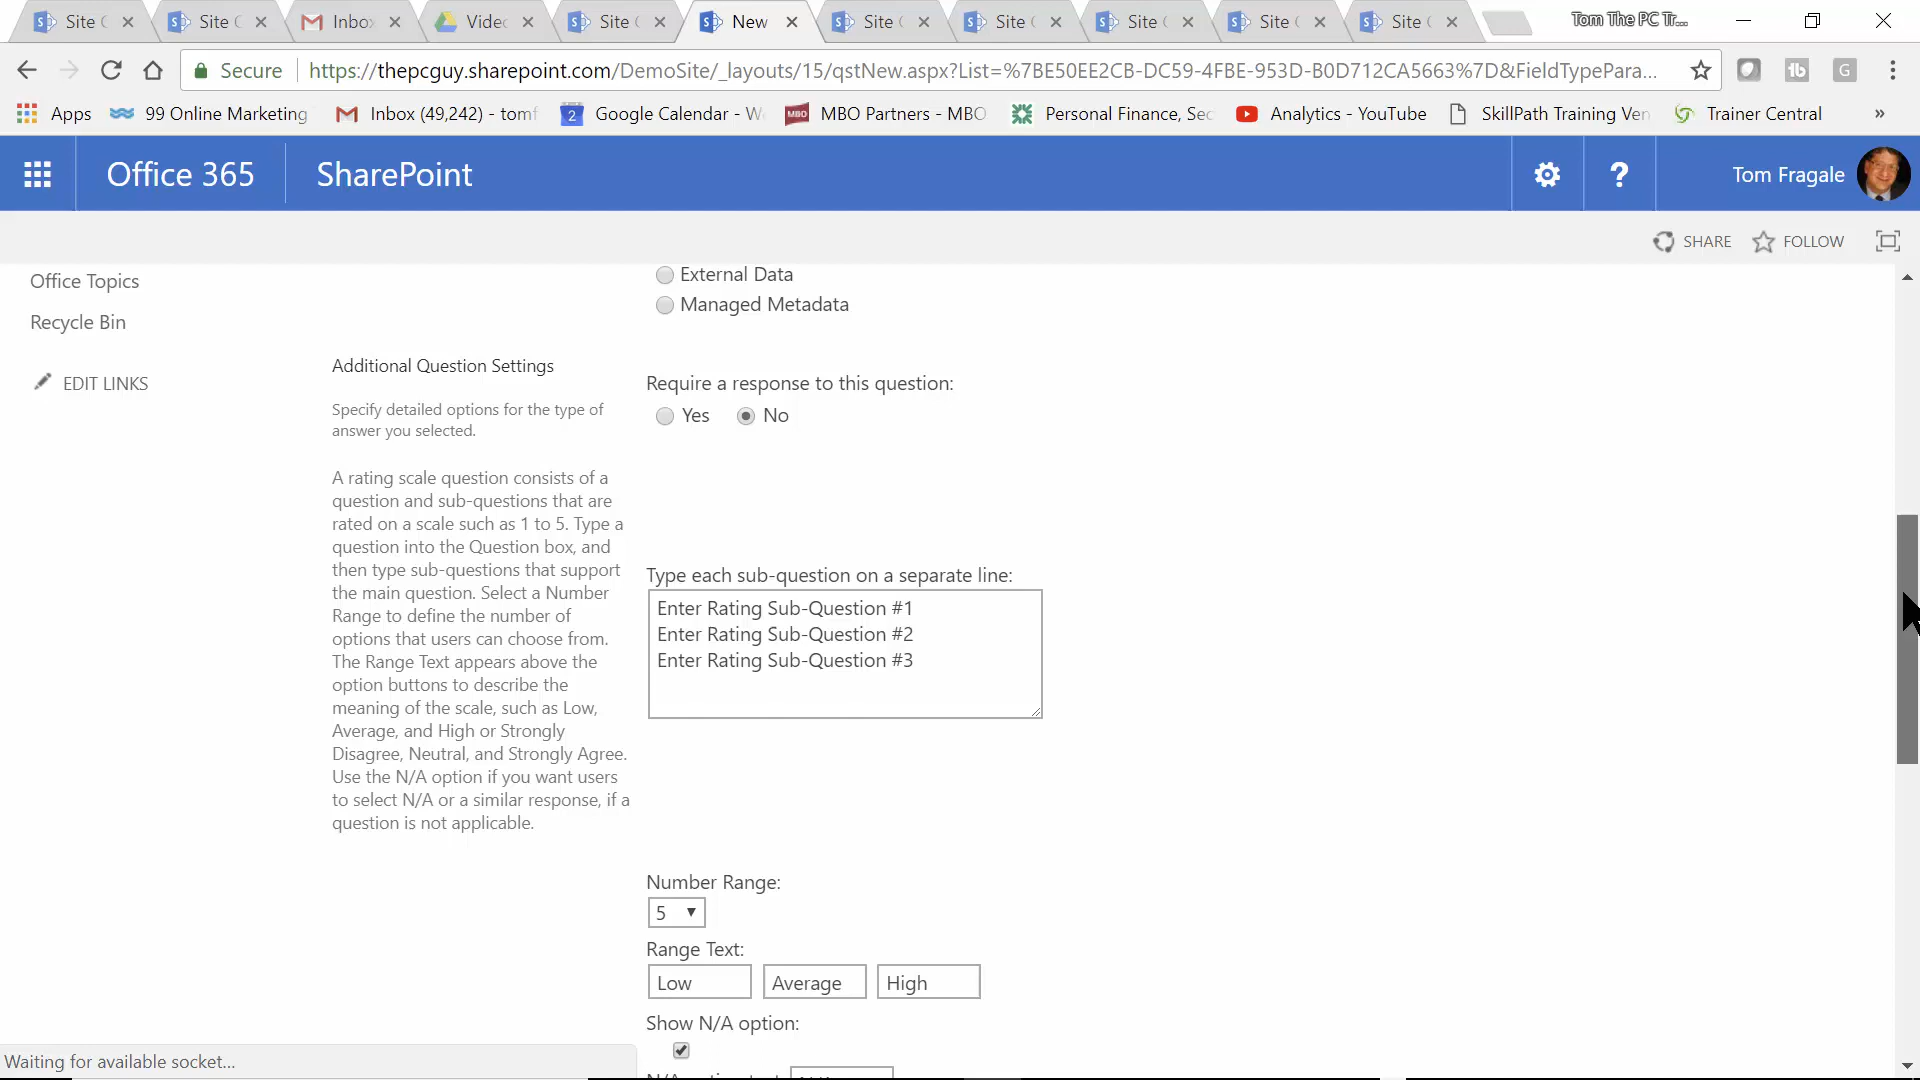 Site
Site
Inbo
Vide
Site
New
Site
Site
Site
Site
Site
Tom The PC Tr...
Secure
https://thepcguy.sharepoint.com/DemoSite/_layouts/15/qstNew.aspx?List=%7BE50EE2CB-DC59-4FBE-953D-B0D712CA5663%7D&FieldTypePara...
Apps
99 Online Marketing
Inbox (49,242) - tomf
Google Calendar - W
MBO Partners - MBO
Personal Finance, Sec
Analytics - YouTube
SkillPath Training Ven
Trainer Central
»
Office 365
SharePoint
?
Tom Fragale
SHARE
FOLLOW
Office Topics
Recycle Bin
EDIT LINKS
External Data
Managed Metadata
Additional Question Settings
Specify detailed options for the type of
answer you selected.
A rating scale question consists of a
question and sub-questions that are
rated on a scale such as 1 to 5. Type a
question into the Question box, and
then type sub-questions that support
the main question. Select a Number
Range to define the number of
options that users can choose from.
The Range Text appears above the
option buttons to describe the
meaning of the scale, such as Low,
Average, and High or Strongly
Disagree, Neutral, and Strongly Agree.
Use the N/A option if you want users
to select N/A or a similar response, if a
question is not applicable.
Require a response to this question:
Yes
No
Type each sub-question on a separate line:
Enter Rating Sub-Question #1
Enter Rating Sub-Question #2
Enter Rating Sub-Question #3
Number Range:
5
Range Text:
Low
Average
High
Show N/A option:
Waiting for available socket...